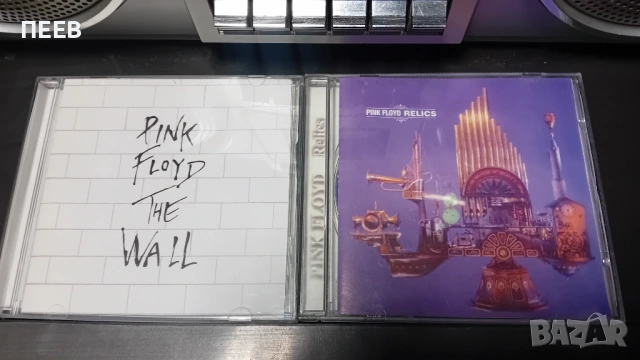 ПЕЕВ
PINK
FLOYD
THE
WALL
PINK FLOYD Relics
PINK FLOYD RELICS
BAZAR